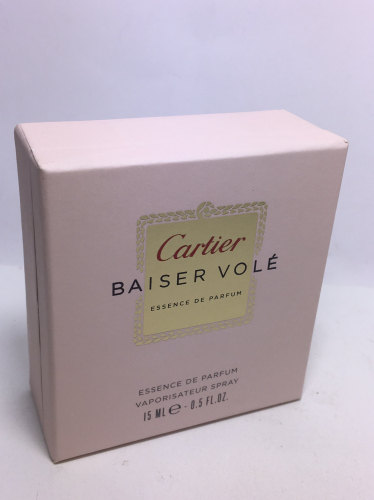 Cartier
BAISER VOLÉ
ESSENCE DE PARFUM
ESSENCE DE PARFUM
VAPORISATEUR SPRAY
15 ML ℮ - 0.5 FL.OZ.